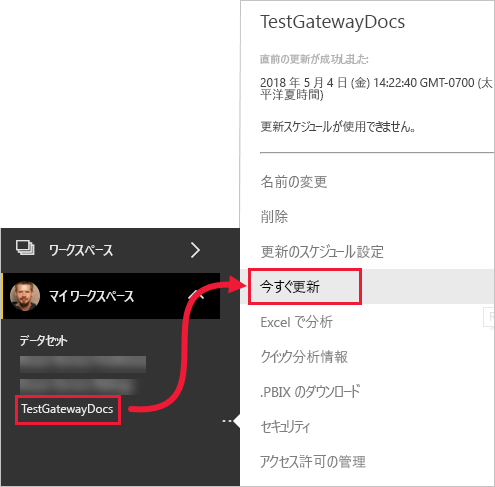 TestGatewayDocs
直前の更新が成功しました:
2018 年 5 月 4 日 (金) 14:22:40 GMT-0700 (太
平洋夏時間)
更新スケジュールが使用できません。
名前の変更
削除
更新のスケジュール設定
今すぐ更新
Excel で分析
クイック分析情報
.PBIX のダウンロード
セキュリティ
アクセス許可の管理
ワークスペース
マイ ワークスペース
データセット
TestGatewayDocs